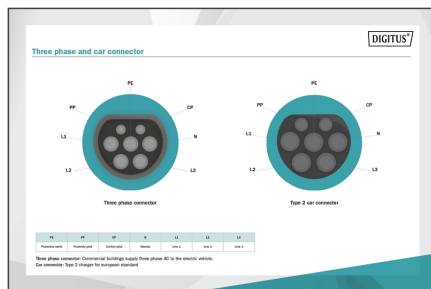 DIGITUS®
Three phase and car connector
PE
PP
CP
L1
N
L2
L3
Three phase connector
PE
PP
CP
L1
N
L2
L3
Type 2 car connector
PE PP CP N L1 L2 L3
Protective earth Proximity pilot Control pilot Neutral Line 1 Line 2 Line 3
Three phase connector: Commercial buildings supply three phase AC to the electric vehicle.
Car connector: Type 2 charger for european standard